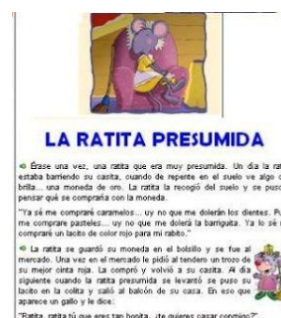 LA RATITA PRESUMIDA
Érase una vez, una ratita que era muy presumida. Un día la rat
estaba barriendo su casita, cuando de repente en el suelo ve algo q
brilla... una moneda de oro. La ratita la recogió del suelo y se puso
pensar qué se compraría con la moneda.
"Ya sé me compraré caramelos... uy no que me dolerán los dientes. Pu
me comprare pasteles... uy no que me dolerá la barriguita. Ya lo sé
compraré un lacito de color rojo para mi rabito."
La ratita se guardó su moneda en el bolsillo y se fue al
mercado. Una vez en el mercado le pidió al tendero un trozo de
su mejor cinta roja. La compró y volvió a su casita. Al día
siguiente cuando la ratita presumida se levantó se puso su
lacito en la colita y salió al balcón de su casa. En eso que
aparece un gallo y le dice:
"Ratita, ratita tú que eres tan bonita, ¿te quieres casar conmigo?"